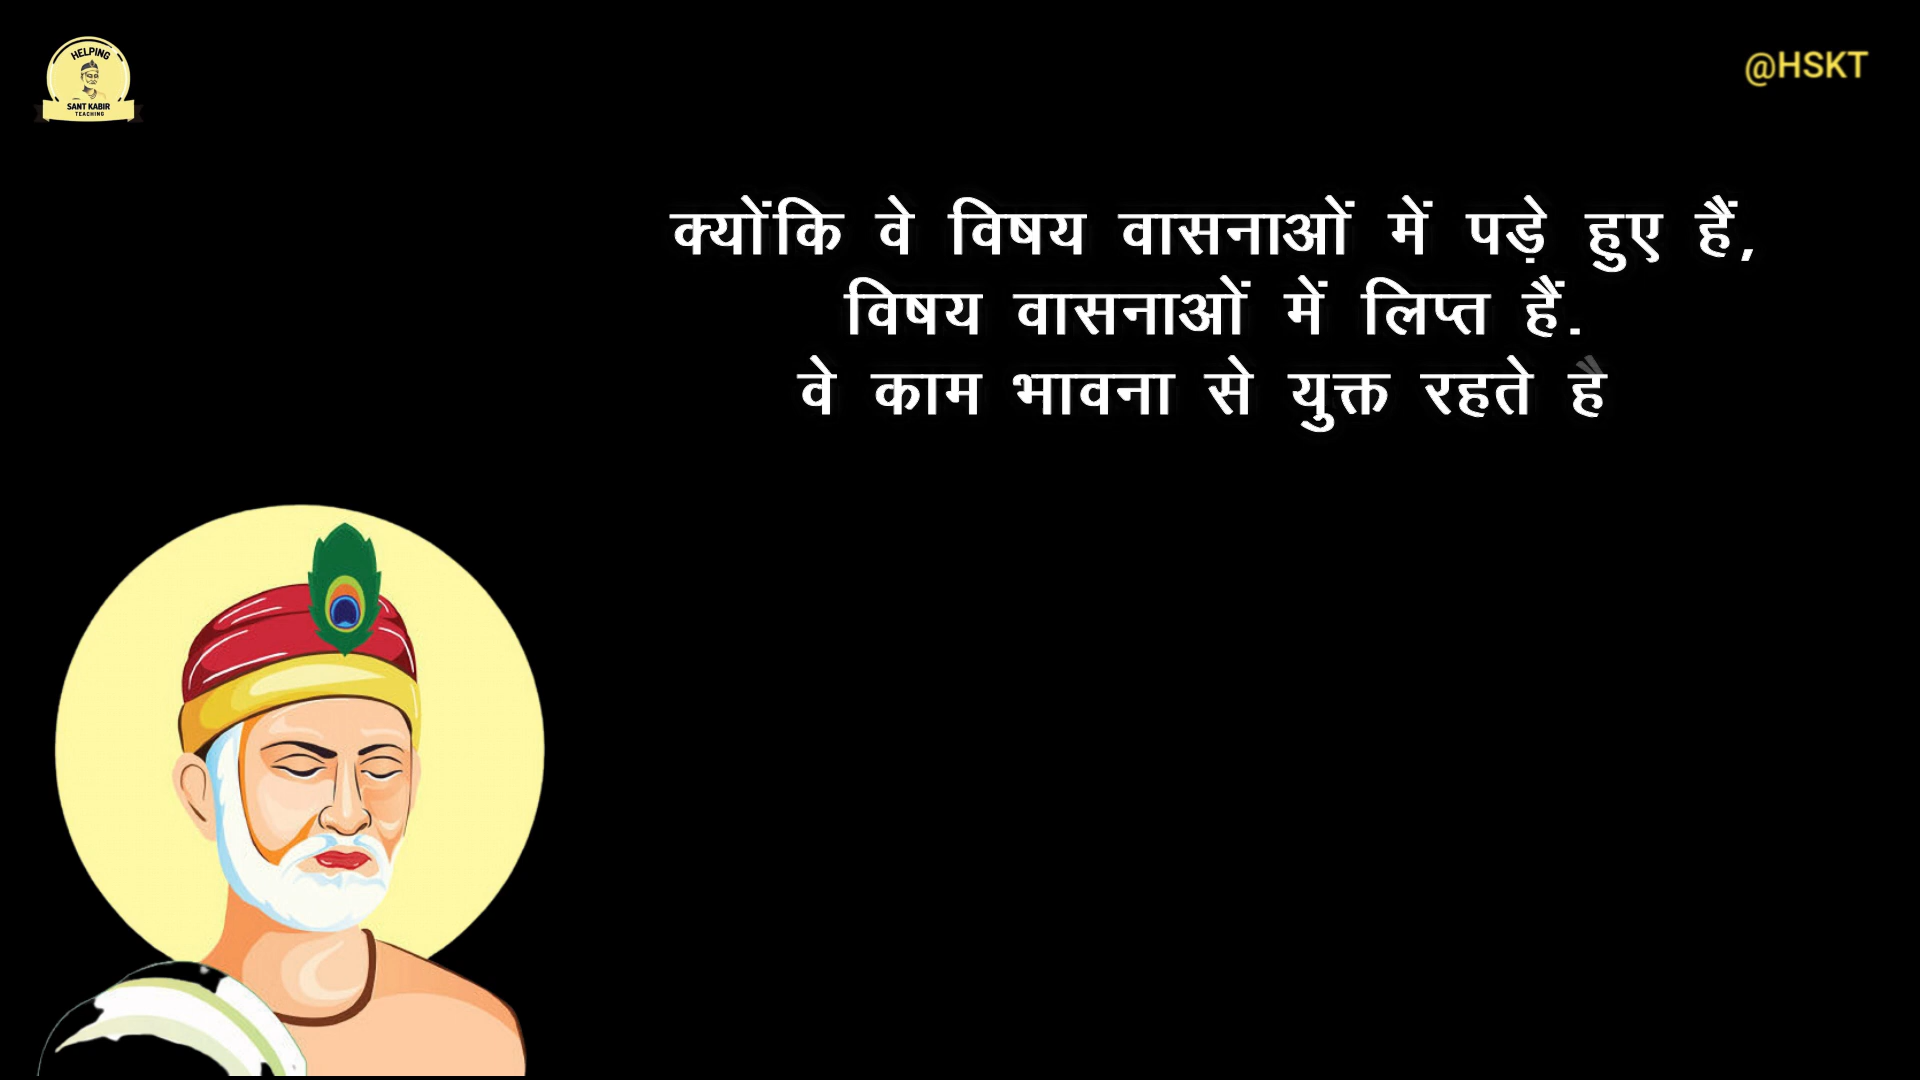 HELPING
SANT KABIR
TEACHING
@HSKT
क्योंकि वे विषय वासनाओं में पड़े हुए हैं,
विषय वासनाओं में लिप्त हैं.
वे काम भावना से युक्त रहते है